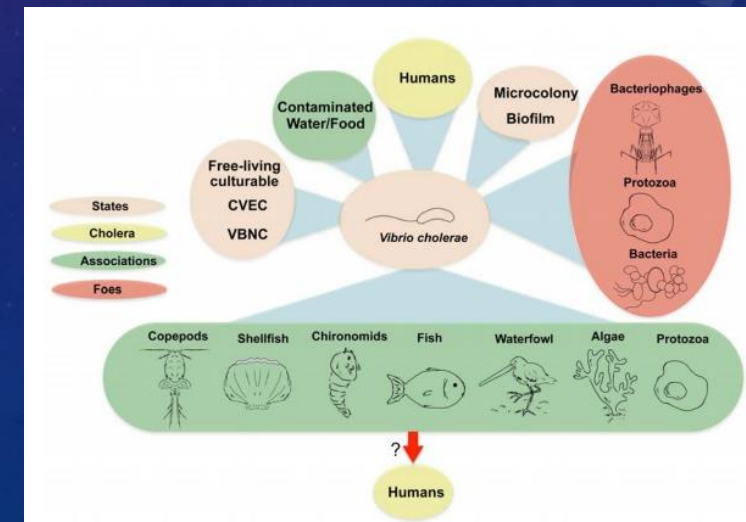 Humans
Contaminated
Water/Food
Microcolony
Biofilm
Bacteriophages
Protozoa
Bacteria
Free-living
culturable
CVEC
VBNC
Vibrio cholerae
States
Cholera
Associations
Foes
Copepods
Shellfish
Chironomids
Fish
Waterfowl
Algae
Protozoa
?
Humans